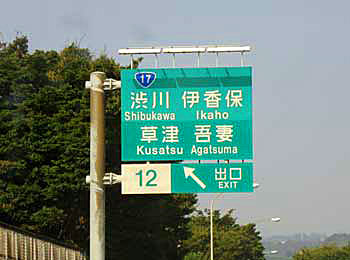 17
渋川 伊香保
Shibukawa Ikaho
草津 吾妻
Kusatsu Agatsuma
12 出口
EXIT